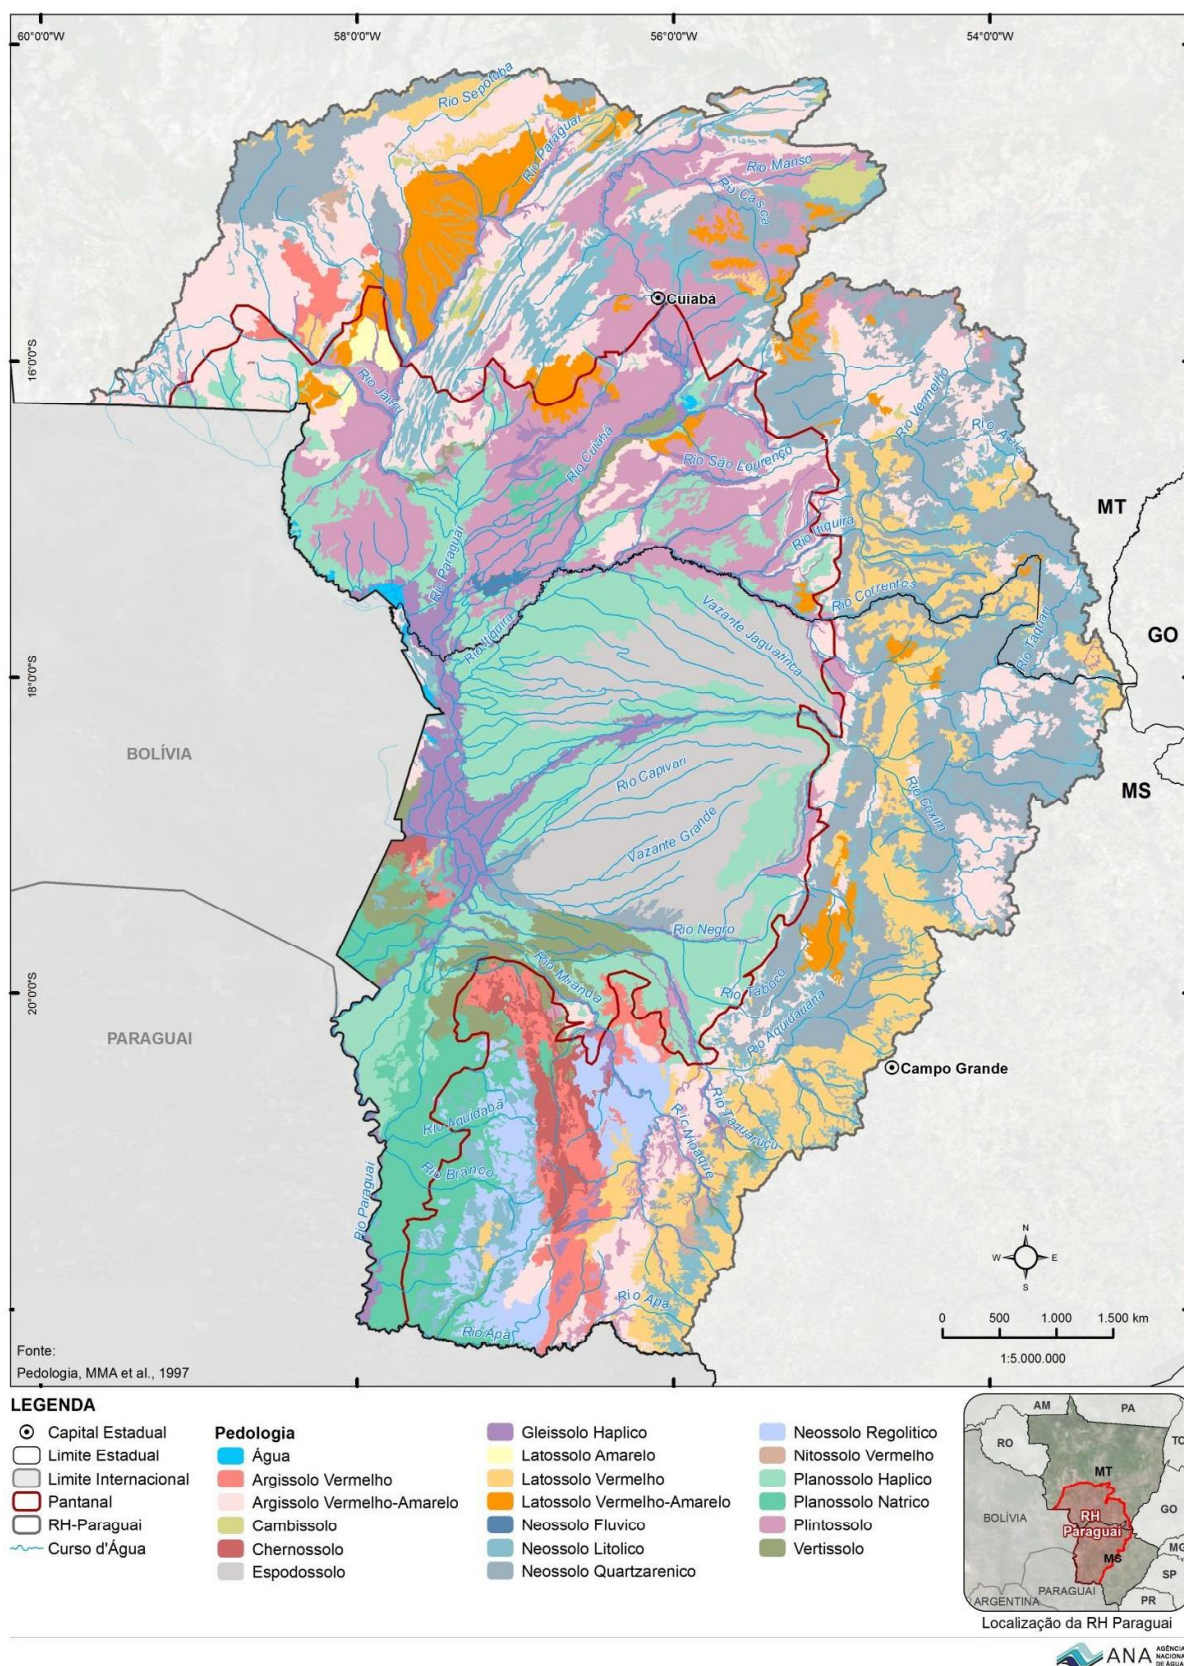 60°0'0"W
58°0'0"W
56°0'0"W
54°0'0"W
Rio Sepotuba
Rio Paraguai
Rio Manso
Rio Casca
Cuiabá
16°0'0"S
Rio Jauru
Rio Vermelho
Rio Areia
Rio Cuiabá
Rio São Lourenço
MT
Rio Itiquira
Rio Paraguai
Rio Correntes
Vazante Jaguatirica
Rio Taquari
Rio Itiquira
GO
18°0'0"S
BOLÍVIA
Rio Capivari
MS
Rio Coxim
Vazante Grande
Rio Negro
Rio Miranda
20°0'0"S
Rio Taboco
Rio Aquidauana
PARAGUAI
Campo Grande
Rio Aquidabã
Rio Nioaque
Rio Taquaruçu
Rio Branco
Rio Paraguai
N
W E
S
Rio Apa
Rio Apa
0 500 1.000 1.500 km
1:5.000.000
Fonte:
Pedologia, MMA et al., 1997
LEGENDA
Capital Estadual
Limite Estadual
Limite Internacional
Pantanal
RH-Paraguai
Curso d'Água
Pedologia
Água
Argissolo Vermelho
Argissolo Vermelho-Amarelo
Cambissolo
Chernossolo
Espodossolo
Gleissolo Haplico
Latossolo Amarelo
Latossolo Vermelho
Latossolo Vermelho-Amarelo
Neossolo Fluvico
Neossolo Litolico
Neossolo Quartzarenico
Neossolo Regolitico
Nitossolo Vermelho
Planossolo Haplico
Planossolo Natrico
Plintossolo
Vertissolo
AM
PA
RO
TO
MT
BOLÍVIA
GO
RH
Paraguai
MG
MS
SP
PARAGUAI
ARGENTINA
PR
Localização da RH Paraguai
ANA
AGÊNCIA
NACIONAL
DE ÁGUAS